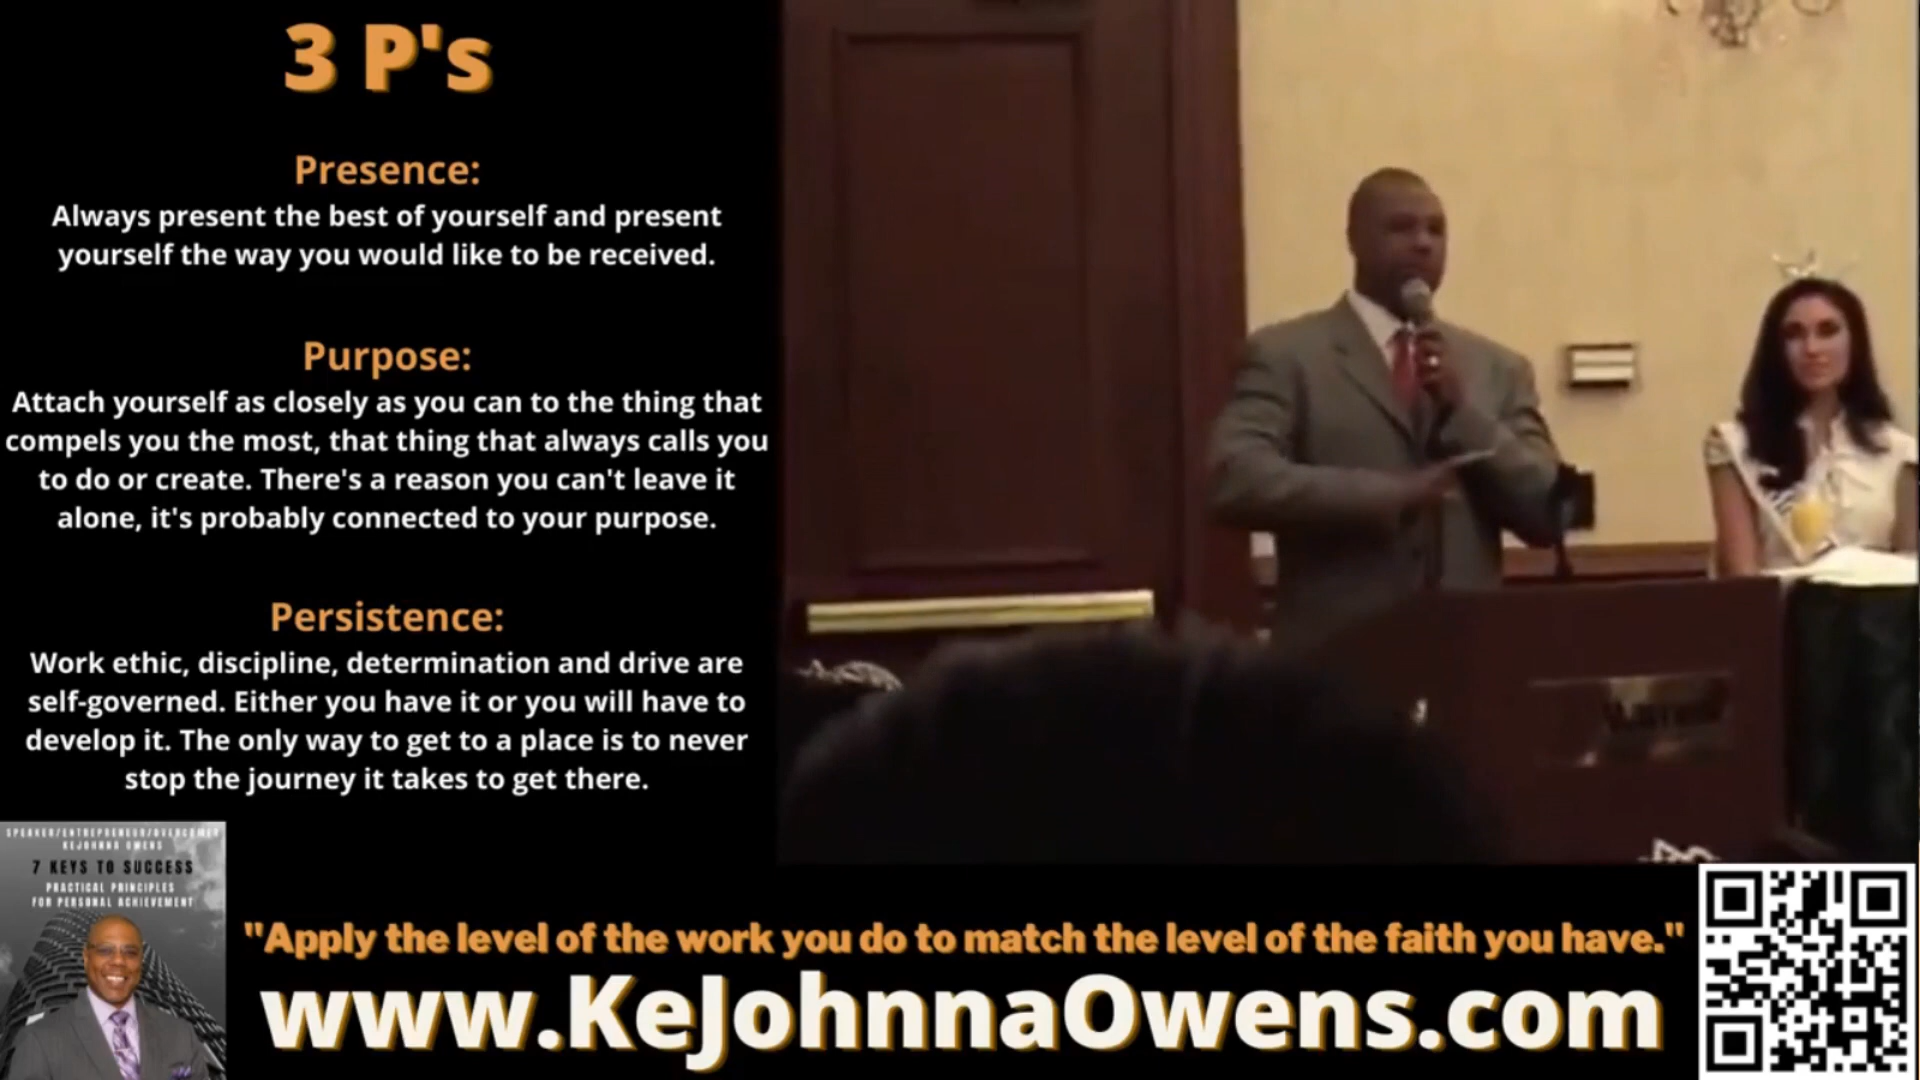 3 P's
Presence:
Always present the best of yourself and present
yourself the way you would like to be received.
Purpose:
Attach yourself as closely as you can to the thing that
compels you the most, that thing that always calls you
to do or create. There's a reason you can't leave it
alone, it's probably connected to your purpose.
Persistence:
Work ethic, discipline, determination and drive are
self-governed. Either you have it or you will have to
develop it. The only way to get to a place is to never
stop the journey it takes to get there.
SPEAKER/ENTREPRENEUR/OVERCOMER
KEJOHNNA OWENS
7 KEYS TO SUCCESS
PRACTICAL PRINCIPLES
FOR PERSONAL ACHIEVEMENT
"Apply the level of the work you do to match the level of the faith you have."
www.KeJohnnaOwens.com